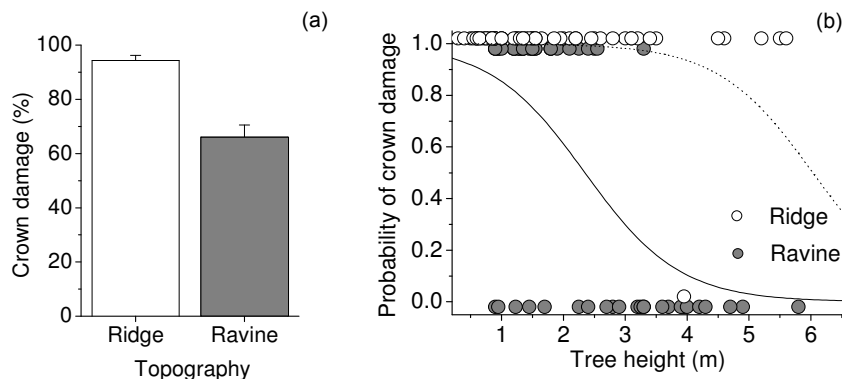 (a)
Crown damage (%)
100
80
60
40
20
0
Ridge Ravine
Topography
(b)
Probability of crown damage
1.0
0.8
0.6
0.4
0.2
0.0
Ridge
Ravine
1 2 3 4 5 6
Tree height (m)